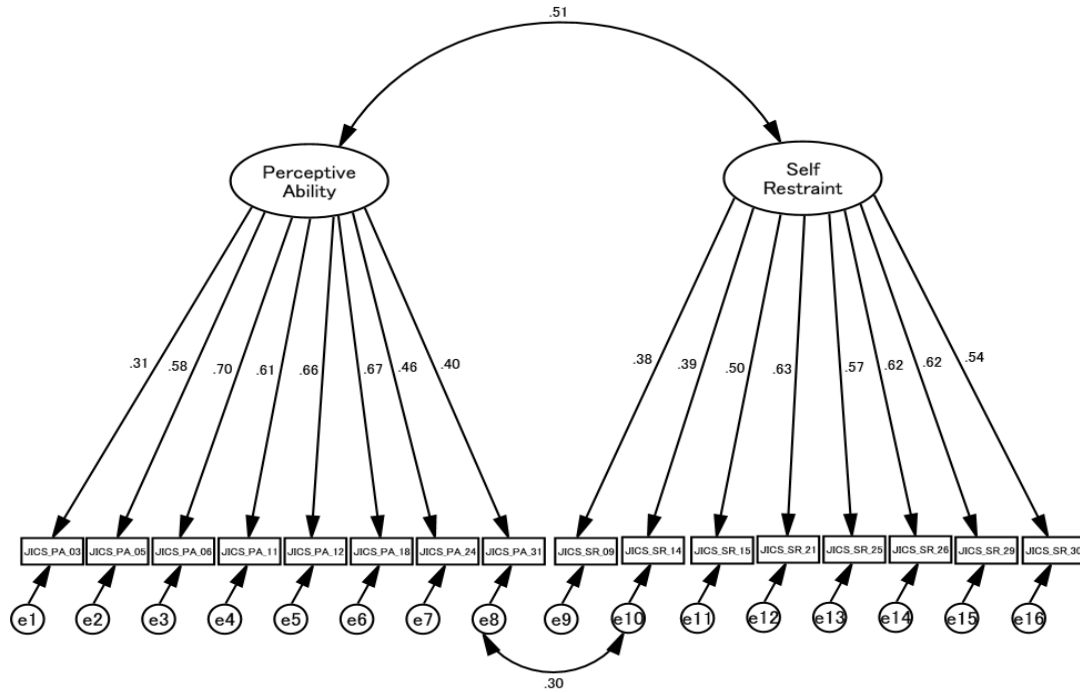 .51
Perceptive
Ability
Self
Restraint
.31 .58 .70 .61 .66 .67 .46 .40 .38 .39 .50 .63 .57 .62 .62 .54
JICS_PA_03 JICS_PA_05 JICS_PA_06 JICS_PA_11 JICS_PA_12 JICS_PA_18 JICS_PA_24 JICS_PA_31 JICS_SR_09 JICS_SR_14 JICS_SR_15 JICS_SR_21 JICS_SR_25 JICS_SR_26 JICS_SR_29 JICS_SR_30
e1 e2 e3 e4 e5 e6 e7 e8 e9 e10 e11 e12 e13 e14 e15 e16
.30